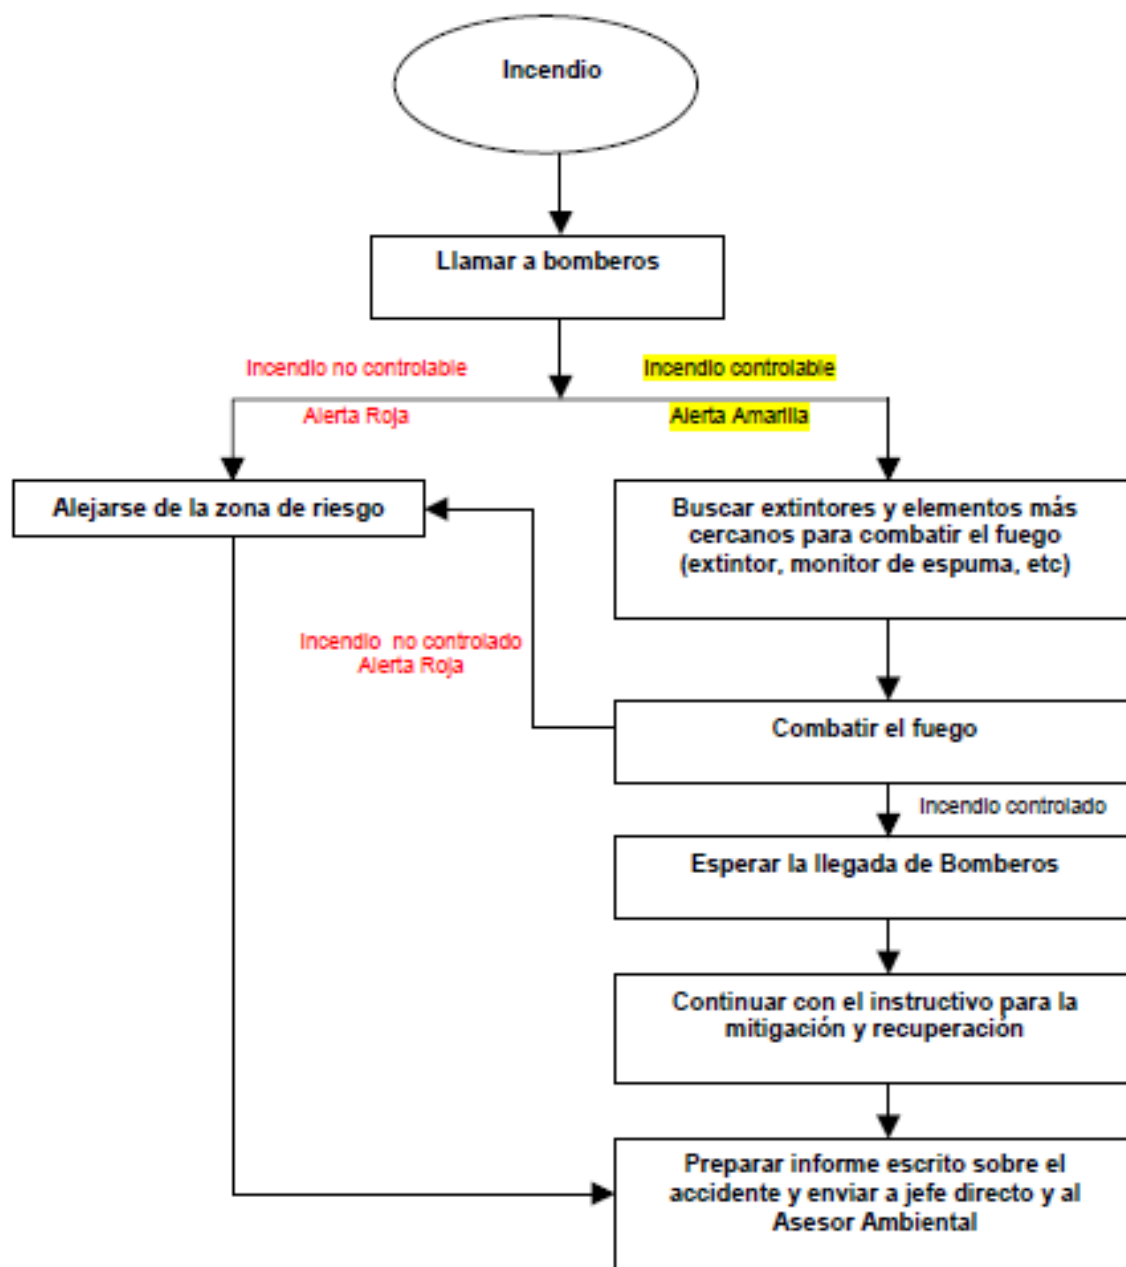 Incendio
Llamar a bomberos
Incendio no controlable
Incendio controlable
Alerta Roja
Alerta Amarilla
Alejarse de la zona de riesgo
Buscar extintores y elementos más
cercanos para combatir el fuego
(extintor, monitor de espuma, etc)
Incendio no controlado
Alerta Roja
Combatir el fuego
Incendio controlado
Esperar la llegada de Bomberos
Continuar con el instructivo para la
mitigación y recuperación
Preparar informe escrito sobre el
accidente y enviar a jefe directo y al
Asesor Ambiental